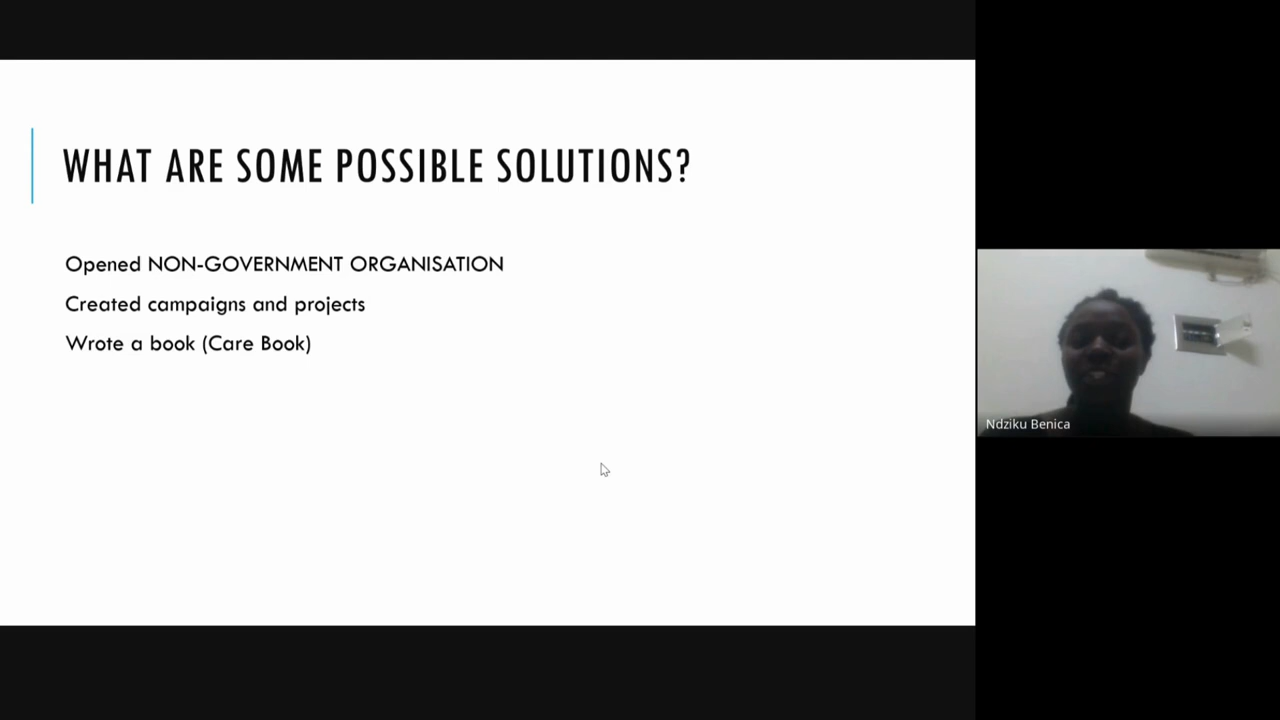 WHAT ARE SOME POSSIBLE SOLUTIONS?
Opened NON-GOVERNMENT ORGANISATION
Created campaigns and projects
Wrote a book (Care Book)
Ndziku Benica